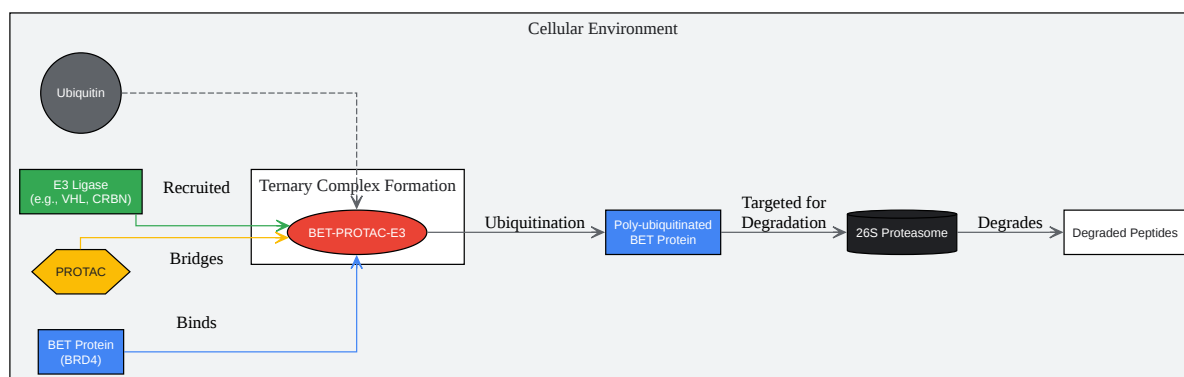 Cellular Environment
Ubiquitin
E3 Ligase
(e.g., VHL, CRBN)
Recruited
Ternary Complex Formation
BET-PROTAC-E3
Ubiquitination
Poly-ubiquitinated
BET Protein
Targeted for
Degradation
26S Proteasome
Degrades
Degraded Peptides
PROTAC
Bridges
BET Protein
(BRD4)
Binds